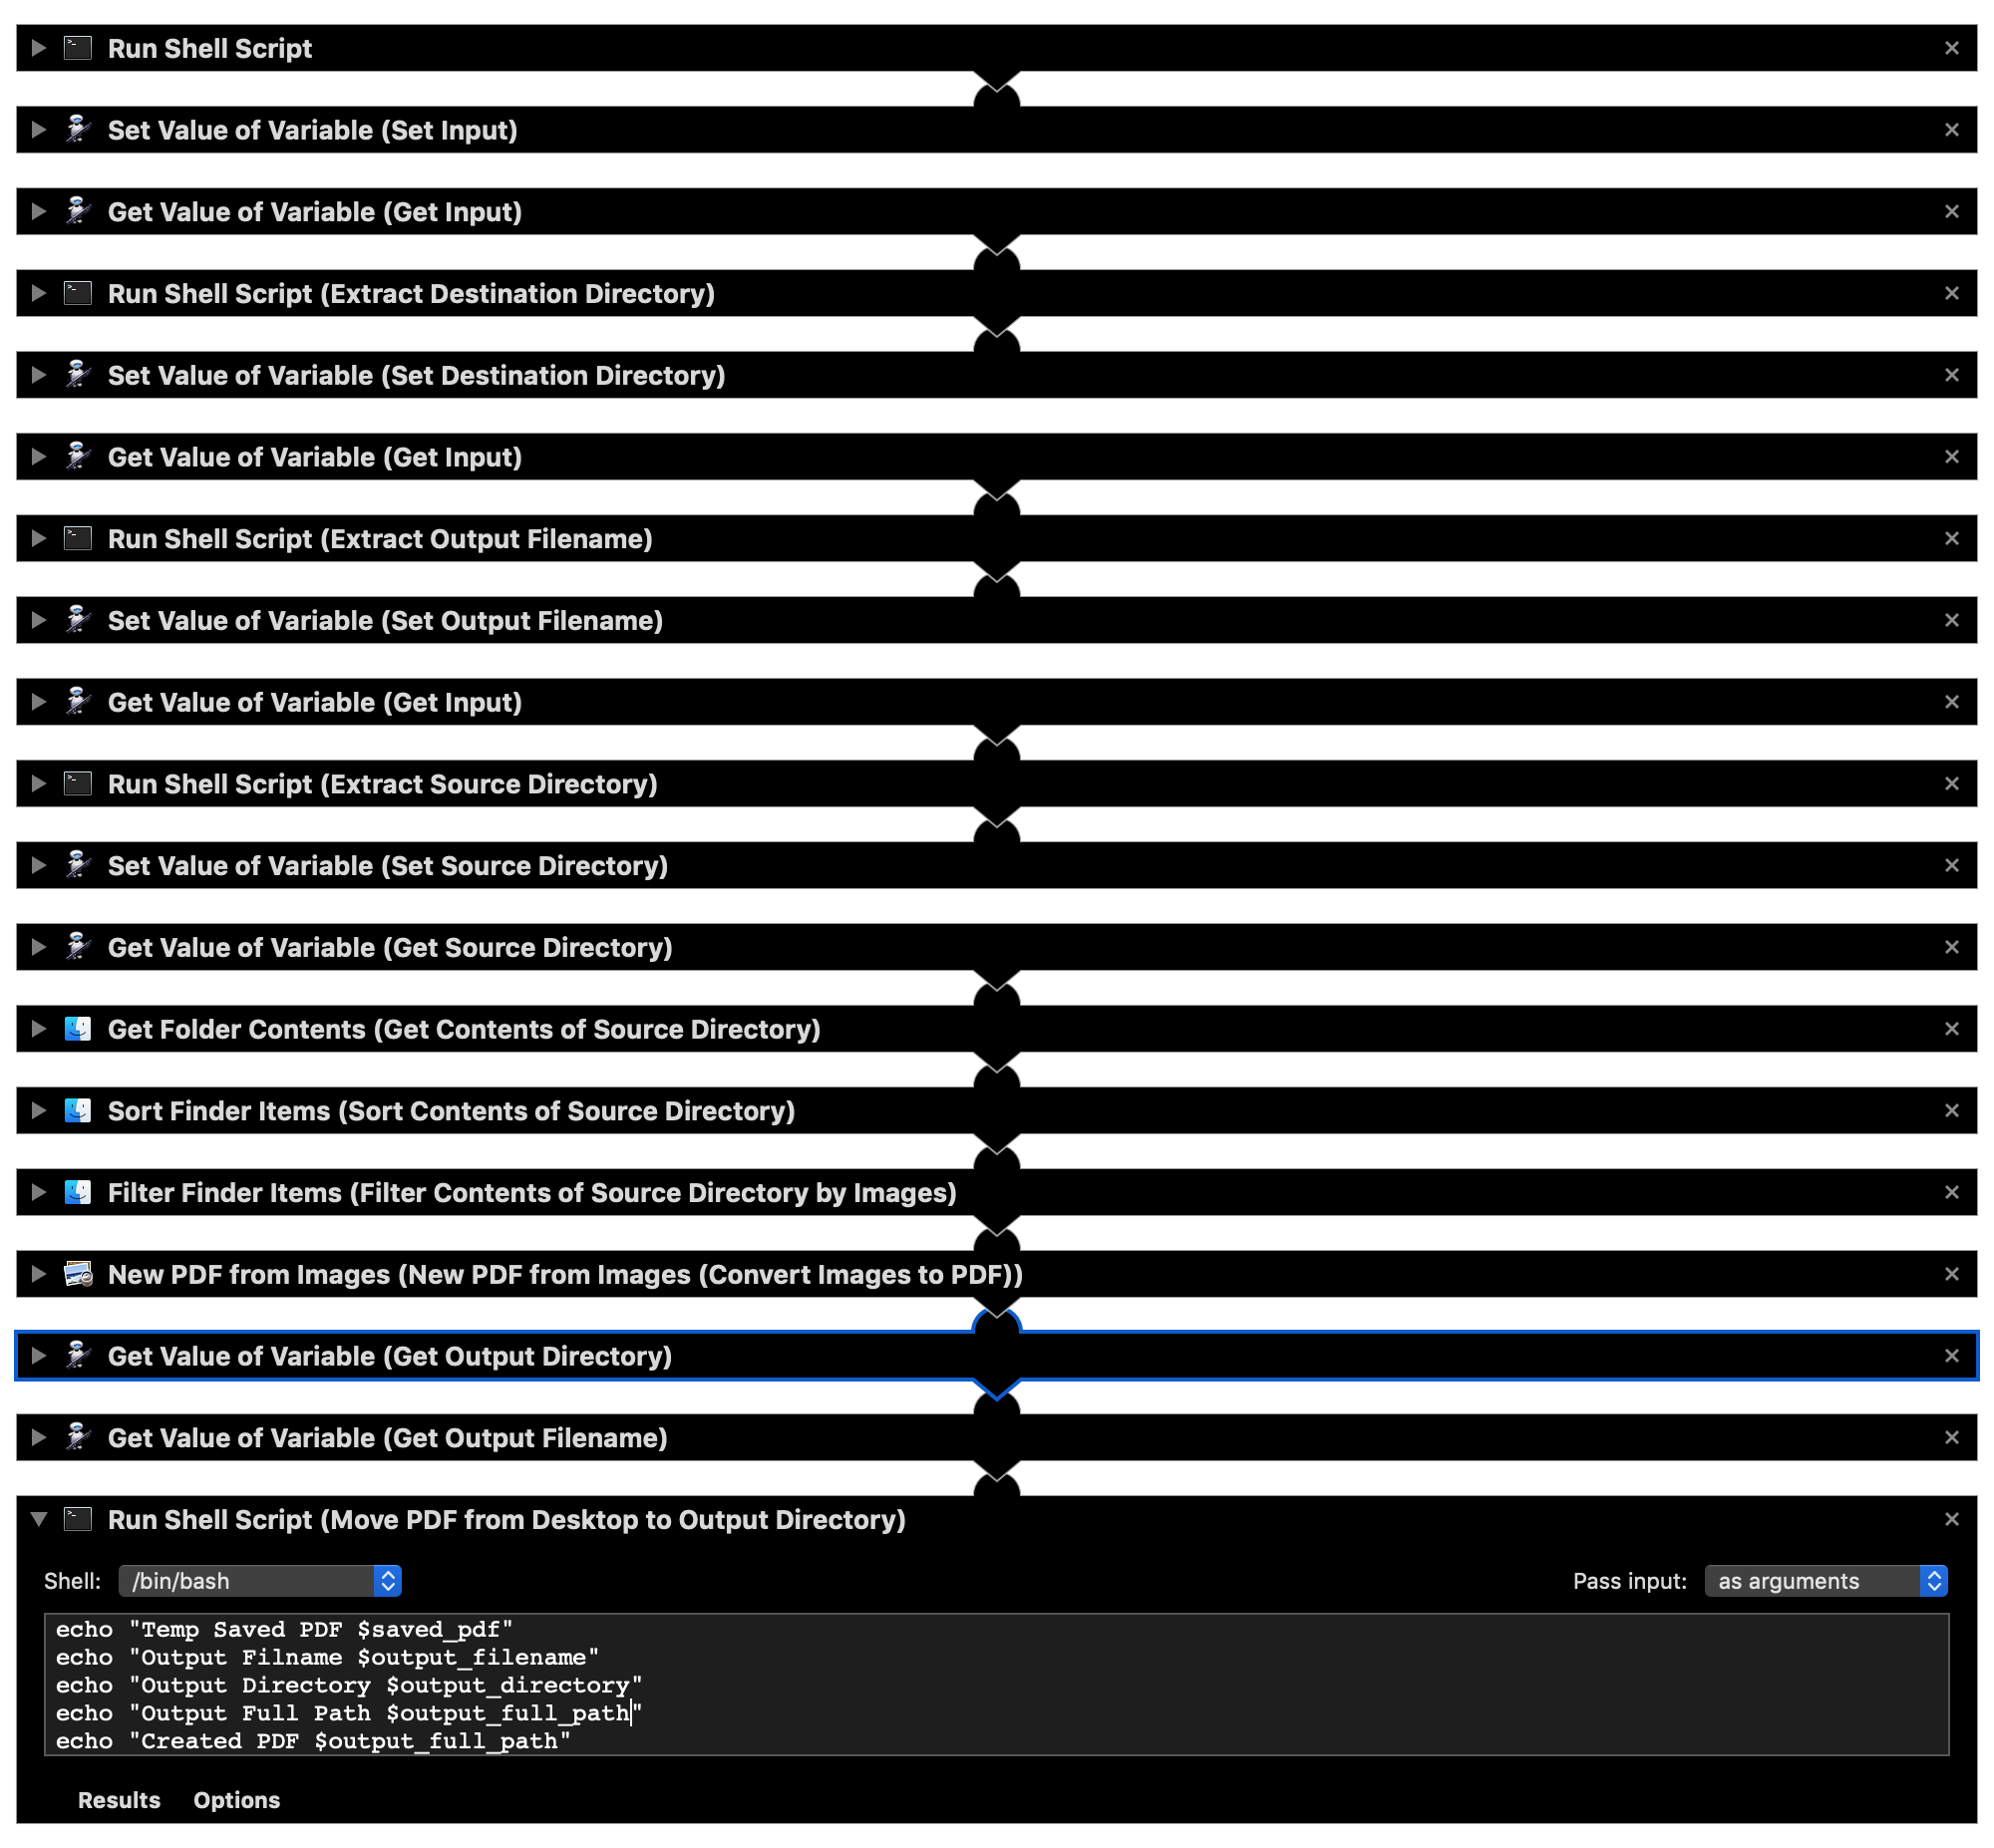 Run Shell Script
Set Value of Variable (Set Input)
Get Value of Variable (Get Input)
Run Shell Script (Extract Destination Directory)
Set Value of Variable (Set Destination Directory)
Get Value of Variable (Get Input)
Run Shell Script (Extract Output Filename)
Set Value of Variable (Set Output Filename)
Get Value of Variable (Get Input)
Run Shell Script (Extract Source Directory)
Set Value of Variable (Set Source Directory)
Get Value of Variable (Get Source Directory)
Get Folder Contents (Get Contents of Source Directory)
Sort Finder Items (Sort Contents of Source Directory)
Filter Finder Items (Filter Contents of Source Directory by Images)
New PDF from Images (New PDF from Images (Convert Images to PDF))
Get Value of Variable (Get Output Directory)
Get Value of Variable (Get Output Filename)
Run Shell Script (Move PDF from Desktop to Output Directory)
Shell: /bin/bash Pass input: as arguments
echo "Temp Saved PDF $saved_pdf"
echo "Output Filname $output_filename"
echo "Output Directory $output_directory"
echo "Output Full Path $output_full_path"
echo "Created PDF $output_full_path"
Results Options